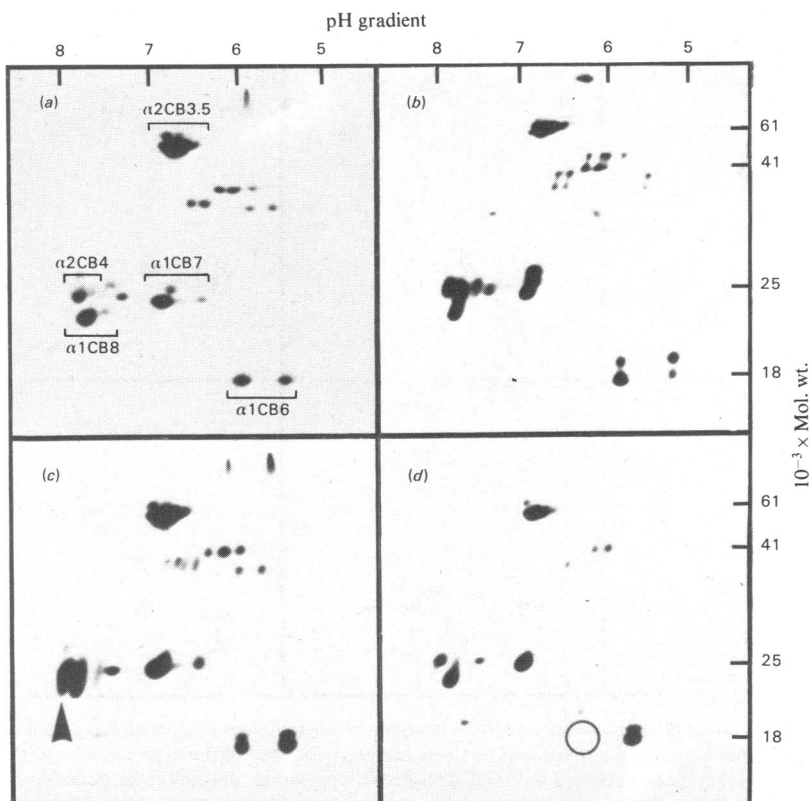 pH gradient
8 7 6 5 8 7 6 5
(a) (b)
α2CB3.5
61
41
α2CB4 α1CB7
25
α1CB8
18
α1CB6
10⁻³ × Mol. wt.
(c) (d)
61
41
25
18